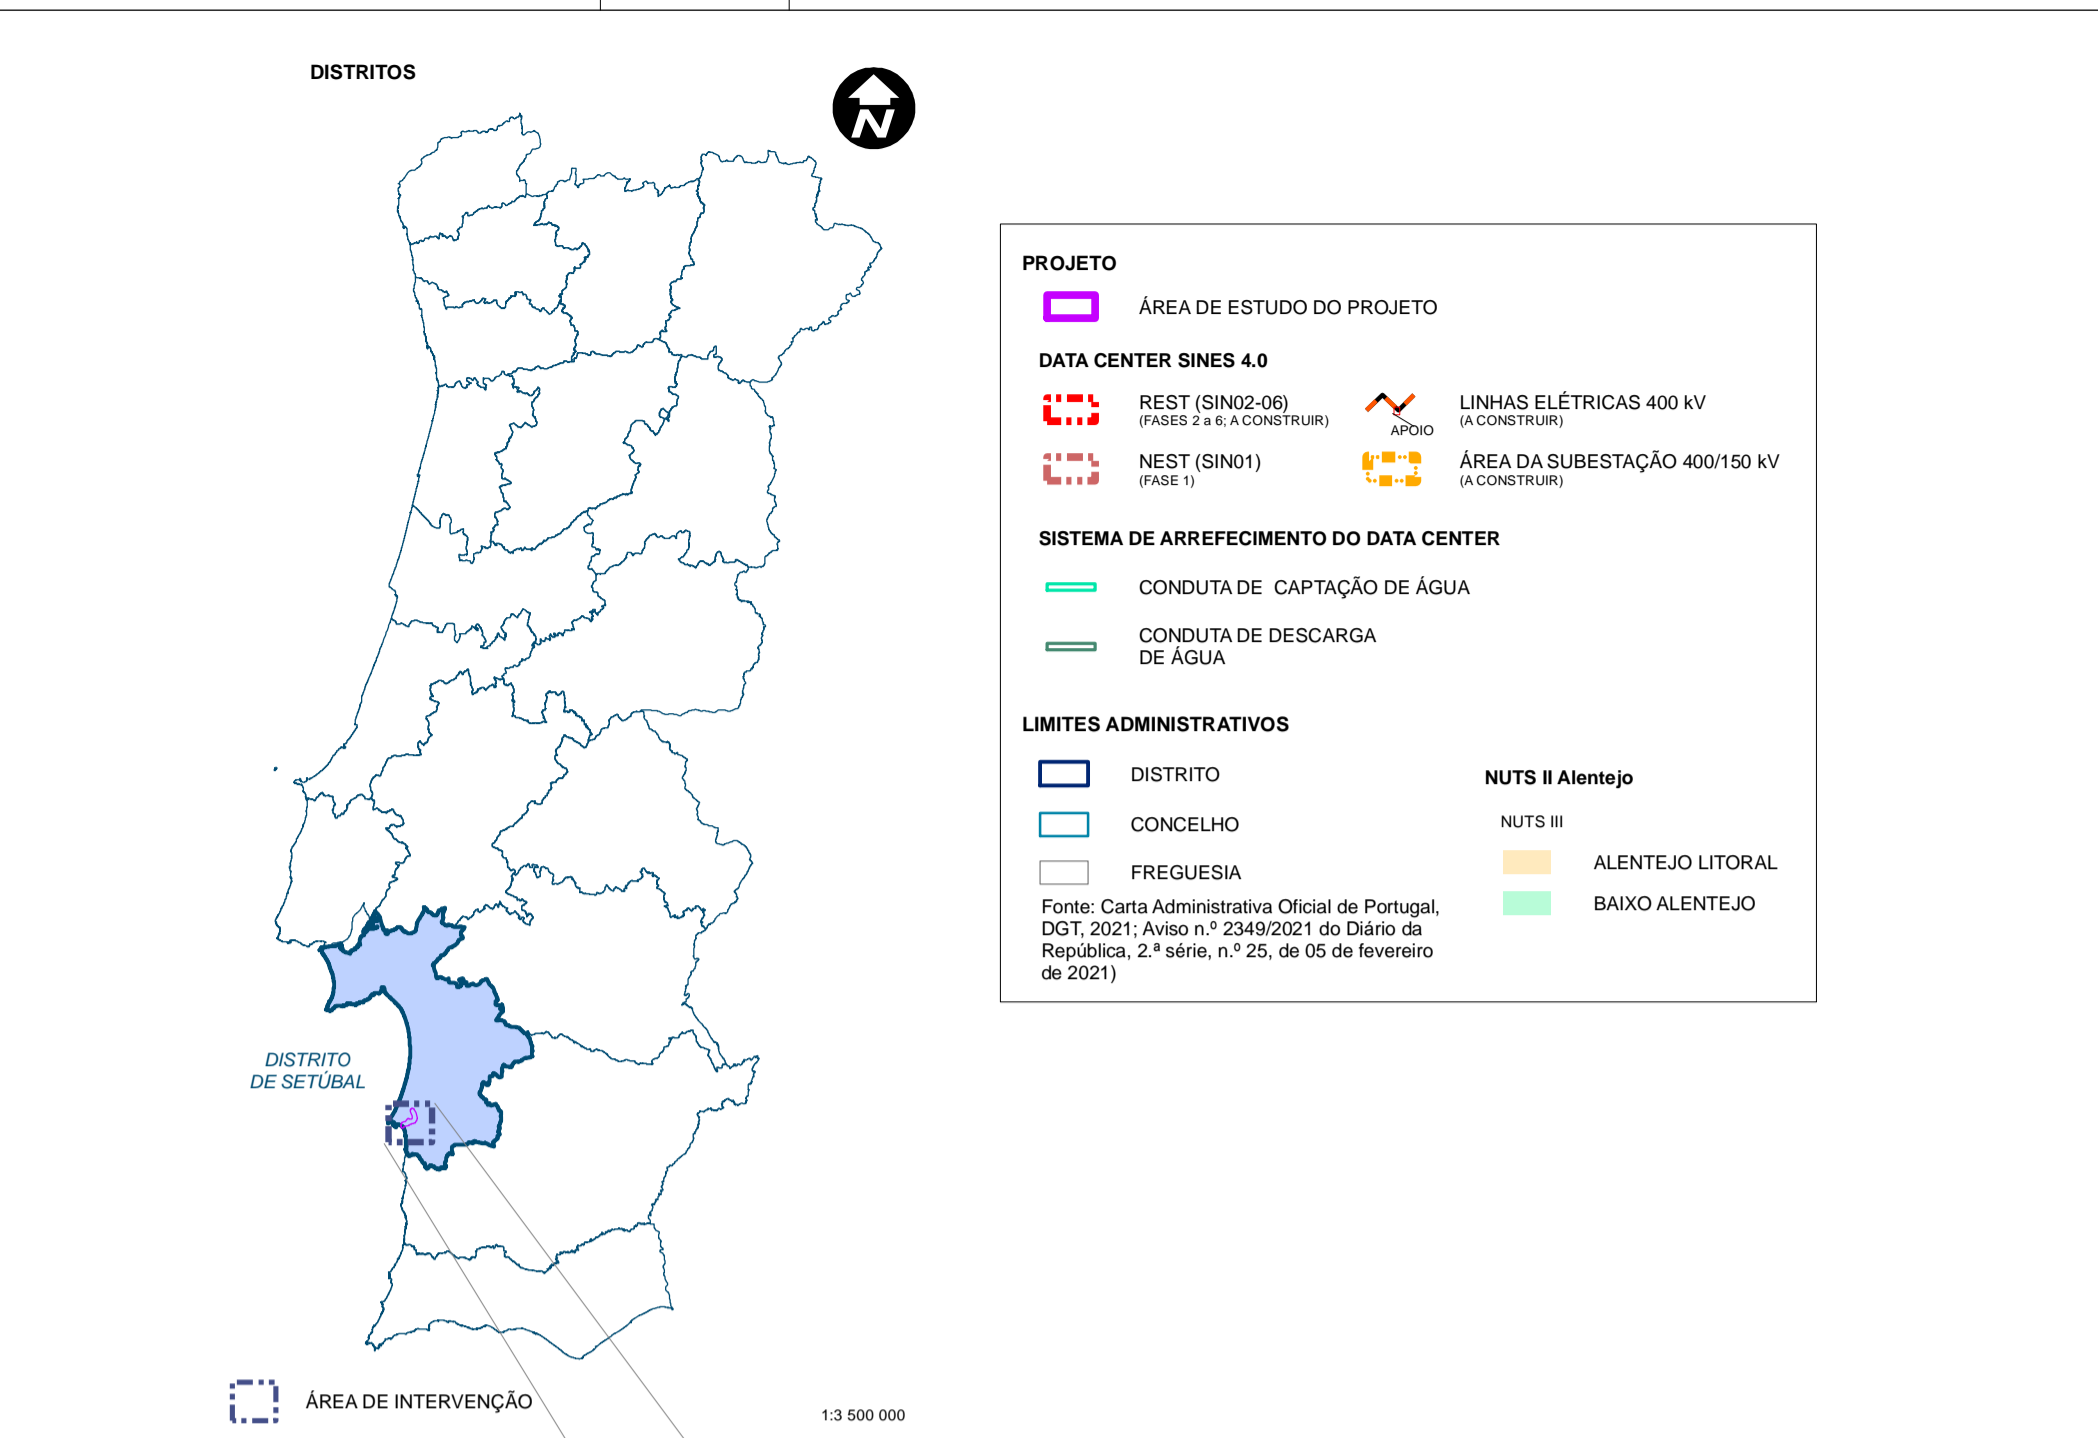 DISTRITOS
N
DISTRITO
DE SETÚBAL
ÁREA DE INTERVENÇÃO
1:3 500 000
PROJETO
ÁREA DE ESTUDO DO PROJETO
DATA CENTER SINES 4.0
REST (SIN02-06)
(FASES 2 a 6; A CONSTRUIR)
APOIO
LINHAS ELÉTRICAS 400 kV
(A CONSTRUIR)
NEST (SIN01)
(FASE 1)
ÁREA DA SUBESTAÇÃO 400/150 kV
(A CONSTRUIR)
SISTEMA DE ARREFECIMENTO DO DATA CENTER
CONDUTA DE  CAPTAÇÃO DE ÁGUA
CONDUTA DE DESCARGA
DE ÁGUA
LIMITES ADMINISTRATIVOS
DISTRITO
CONCELHO
FREGUESIA
NUTS II Alentejo
NUTS III
ALENTEJO LITORAL
BAIXO ALENTEJO
Fonte: Carta Administrativa Oficial de Portugal,
DGT, 2021; Aviso n.º 2349/2021 do Diário da
República, 2.ª série, n.º 25, de 05 de fevereiro
de 2021)